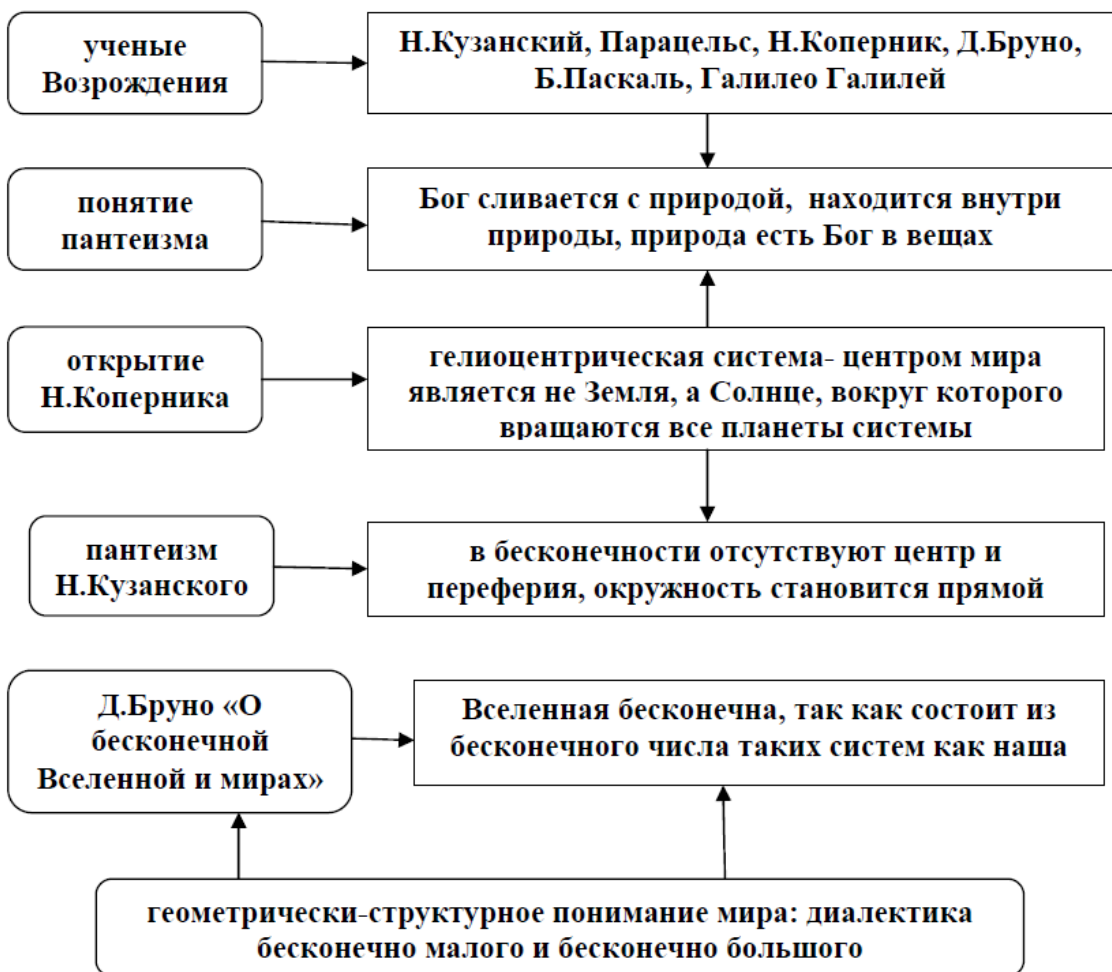 ученые
Возрождения
Н.Кузанский, Парацельс, Н.Коперник, Д.Бруно,
Б.Паскаль, Галилео Галилей
понятие
пантеизма
Бог сливается с природой,  находится внутри
природы, природа есть Бог в вещах
открытие
Н.Коперника
гелиоцентрическая система- центром мира
является не Земля, а Солнце, вокруг которого
вращаются все планеты системы
пантеизм
Н.Кузанского
в бесконечности отсутствуют центр и
переферия, окружность становится прямой
Д.Бруно «О
бесконечной
Вселенной и мирах»
Вселенная бесконечна, так как состоит из
бесконечного числа таких систем как наша
геометрически-структурное понимание мира: диалектика
бесконечно малого и бесконечно большого